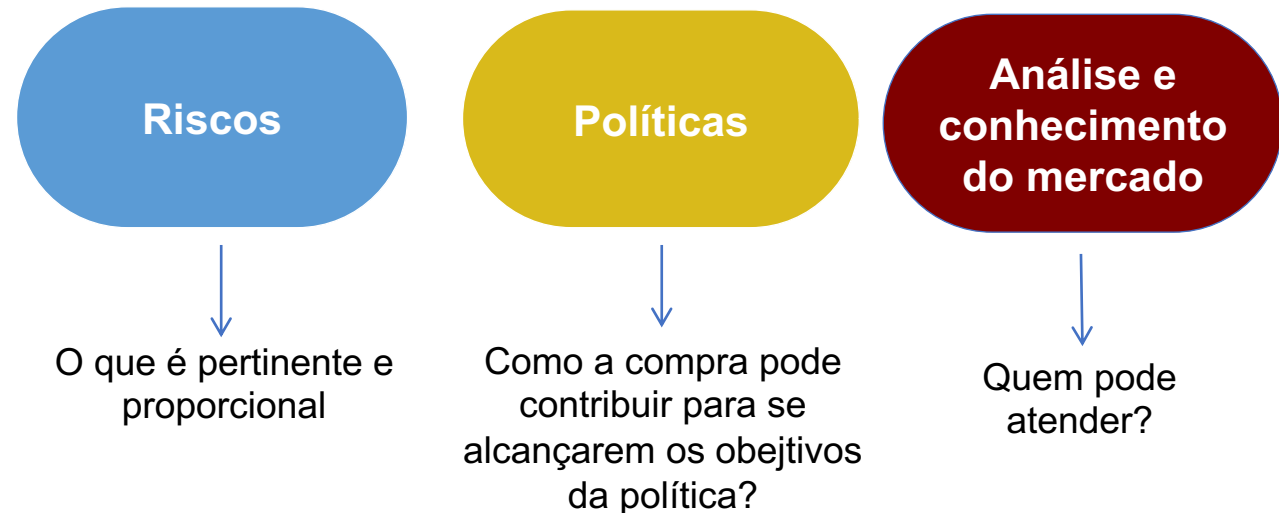 Riscos
Políticas
Análise e
conhecimento
do mercado
O que é pertinente e
proporcional
Como a compra pode
contribuir para se
alcançarem os obejtivos
da política?
Quem pode
atender?